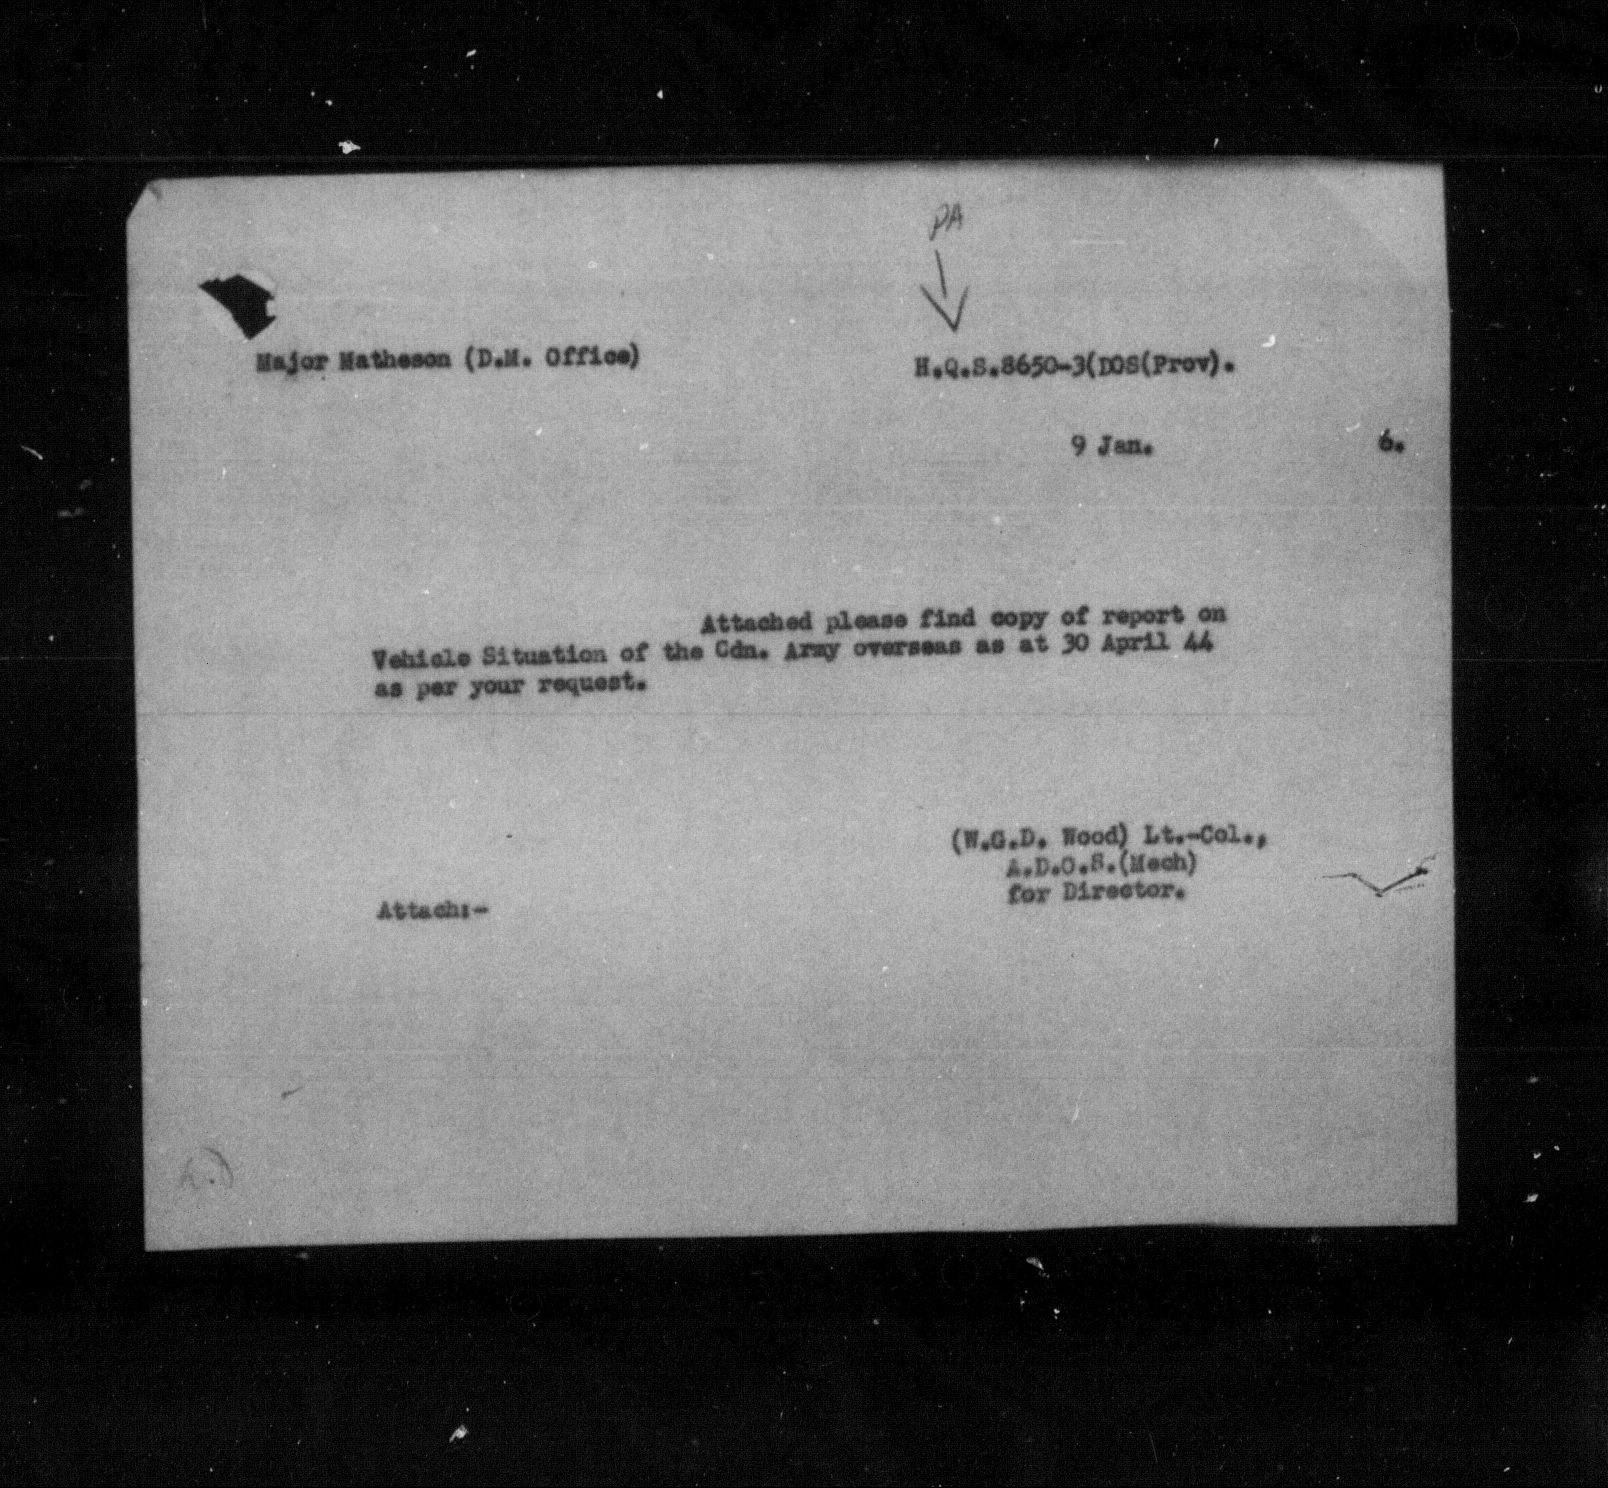 PA
Major Matheson (D.M. Office)
H.Q.S.8650-3(DOS(Prov).
9 Jan. 6.
Attached please find copy of report on
Vehicle Situation of the Cdn. Army overseas as at 30 April 44
as per your request.
(W.G.D. Wood) Lt.-Col.,
A.D.O.S.(Mech)
for Director.
Attach:-